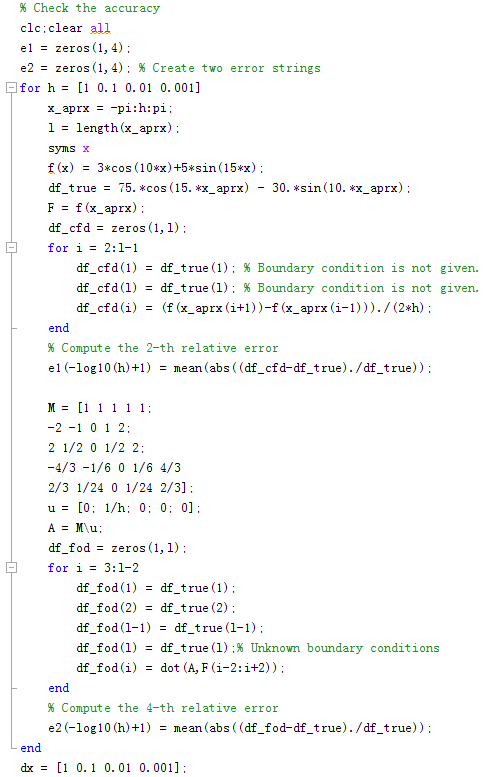 % Check the accuracy
clc;clear all
e1 = zeros(1,4);
e2 = zeros(1,4); % Create two error strings
for h = [1 0.1 0.01 0.001]
x_aprx = -pi:h:pi;
l = length(x_aprx);
syms x
f(x) = 3*cos(10*x)+5*sin(15*x);
df_true = 75.*cos(15.*x_aprx) - 30.*sin(10.*x_aprx);
F = f(x_aprx);
df_cfd = zeros(1,l);
for i = 2:l-1
df_cfd(1) = df_true(1); % Boundary condition is not given.
df_cfd(l) = df_true(l); % Boundary condition is not given.
df_cfd(i) = (f(x_aprx(i+1))-f(x_aprx(i-1)))./(2*h);
end
% Compute the 2-th relative error
e1(-log10(h)+1) = mean(abs((df_cfd-df_true)./df_true));
M = [1 1 1 1 1;
-2 -1 0 1 2;
2 1/2 0 1/2 2;
-4/3 -1/6 0 1/6 4/3
2/3 1/24 0 1/24 2/3];
u = [0; 1/h; 0; 0; 0];
A = M\u;
df_fod = zeros(1,l);
for i = 3:l-2
df_fod(1) = df_true(1);
df_fod(2) = df_true(2);
df_fod(l-1) = df_true(l-1);
df_fod(l) = df_true(l);% Unknown boundary conditions
df_fod(i) = dot(A,F(i-2:i+2));
end
% Compute the 4-th relative error
e2(-log10(h)+1) = mean(abs((df_fod-df_true)./df_true));
end
dx = [1 0.1 0.01 0.001];